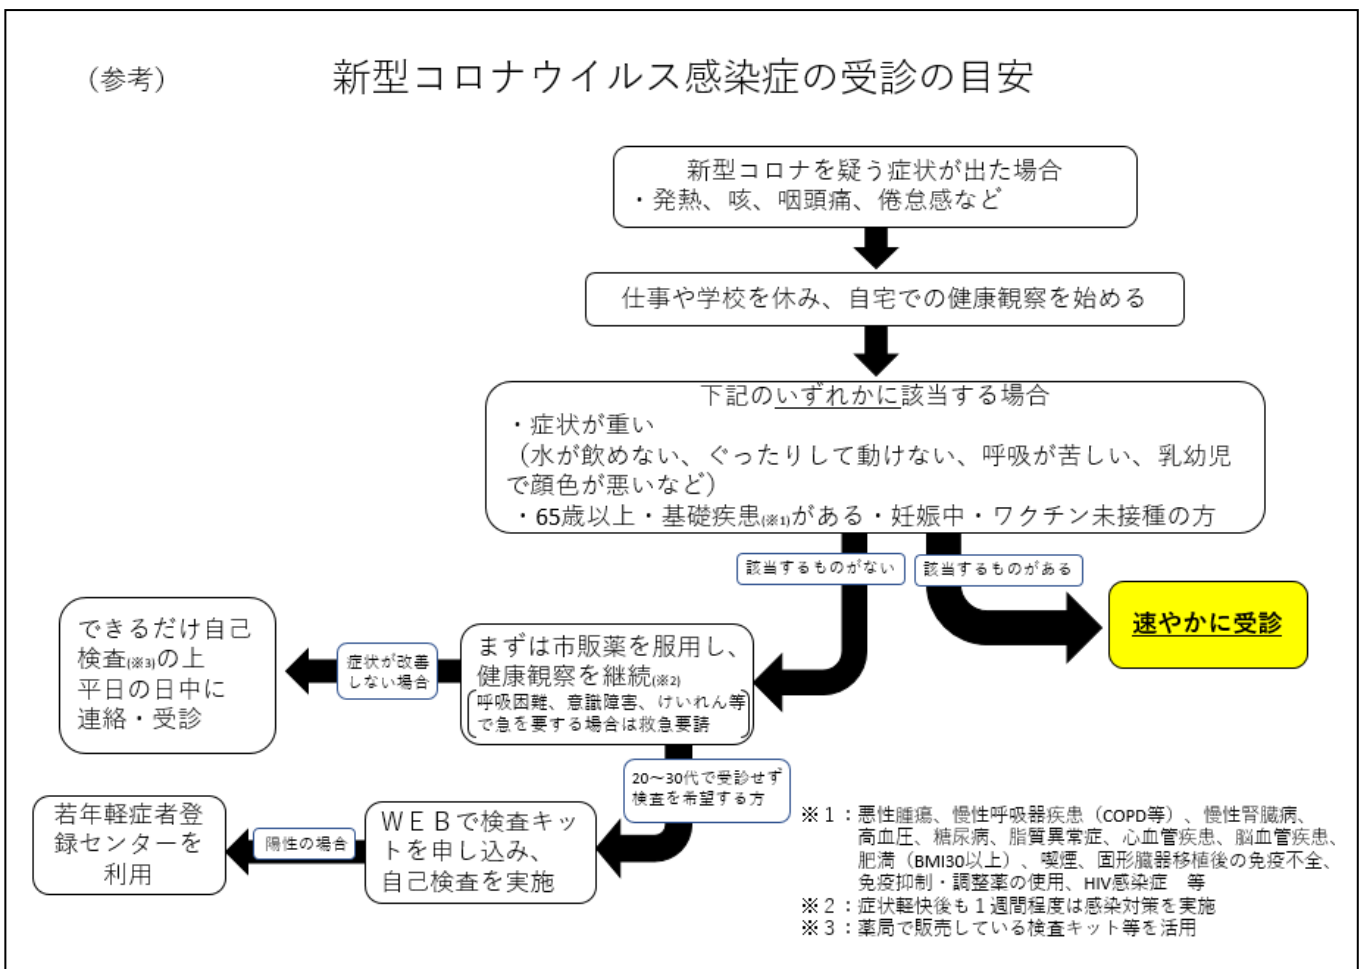 （参考）
新型コロナウイルス感染症の受診の目安
新型コロナを疑う症状が出た場合
・発熱、咳、咽頭痛、倦怠感など
仕事や学校を休み、自宅での健康観察を始める
下記のいずれかに該当する場合
・症状が重い
（水が飲めない、ぐったりして動けない、呼吸が苦しい、乳幼児
で顔色が悪いなど）
・65歳以上・基礎疾患(※1)がある・妊娠中・ワクチン未接種の方
該当するものがない
該当するものがある
速やかに受診
まずは市販薬を服用し、
健康観察を継続(※2)
呼吸困難、意識障害、けいれん等
で急を要する場合は救急要請
症状が改善
しない場合
できるだけ自己
検査(※3)の上
平日の日中に
連絡・受診
20～30代で受診せず
検査を希望する方
ＷＥＢで検査キッ
トを申し込み、
自己検査を実施
陽性の場合
若年軽症者登
録センターを
利用
※１：悪性腫瘍、慢性呼吸器疾患（COPD等）、慢性腎臓病、
高血圧、糖尿病、脂質異常症、心血管疾患、脳血管疾患、
肥満（BMI30以上）、喫煙、固形臓器移植後の免疫不全、
免疫抑制・調整薬の使用、HIV感染症　等
※２：症状軽快後も１週間程度は感染対策を実施
※３：薬局で販売している検査キット等を活用